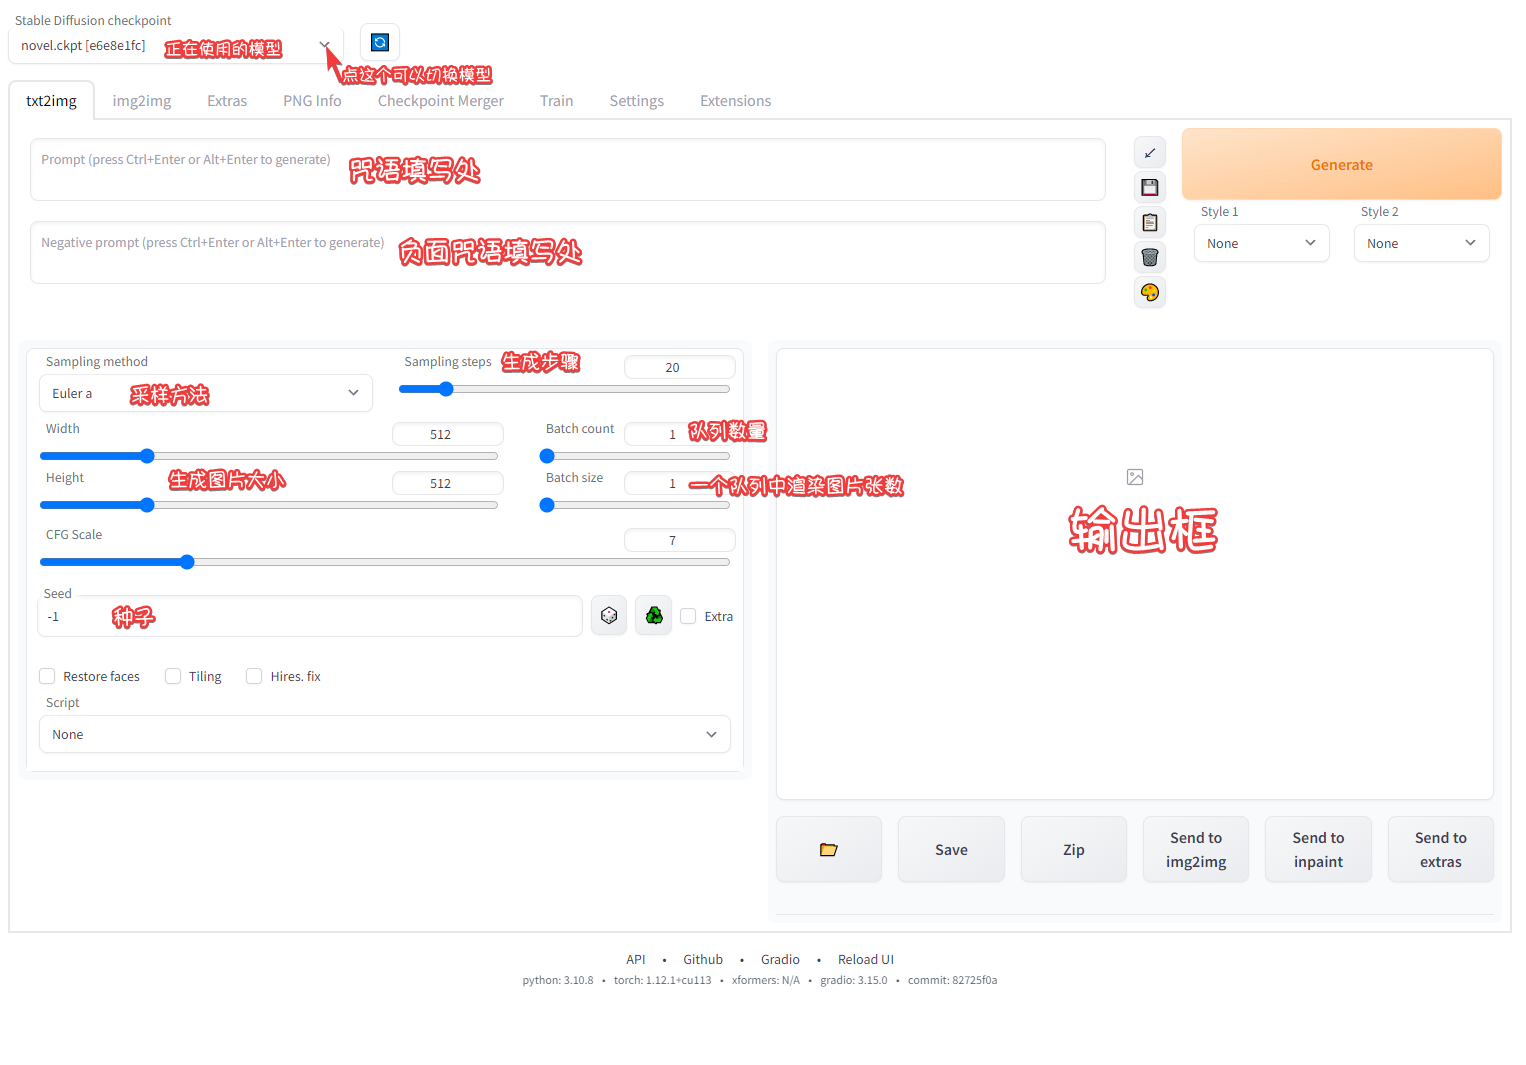 Stable Diffusion checkpoint
novel.ckpt [e6e8e1fc] 正在使用的模型
点这个可以切换模型
txt2img img2img Extras PNG Info Checkpoint Merger Train Settings Extensions
Prompt (press Ctrl+Enter or Alt+Enter to generate) 咒语填写处
Generate
Style 1 Style 2
None None
Negative prompt (press Ctrl+Enter or Alt+Enter to generate) 负面咒语填写处
Sampling method Sampling steps 生成步骤 20
Euler a 采样方法
Width 512 Batch count 1 队列数量
Height 生成图片大小 512 Batch size 1 一个队列中渲染图片张数
输出框
CFG Scale 7
Seed
-1 种子 Extra
Restore faces Tiling Hires. fix
Script
None
Save Zip Send to img2img Send to inpaint Send to extras
API • Github • Gradio • Reload UI
python: 3.10.8 • torch: 1.12.1+cu113 • xformers: N/A • gradio: 3.15.0 • commit: 82725f0a